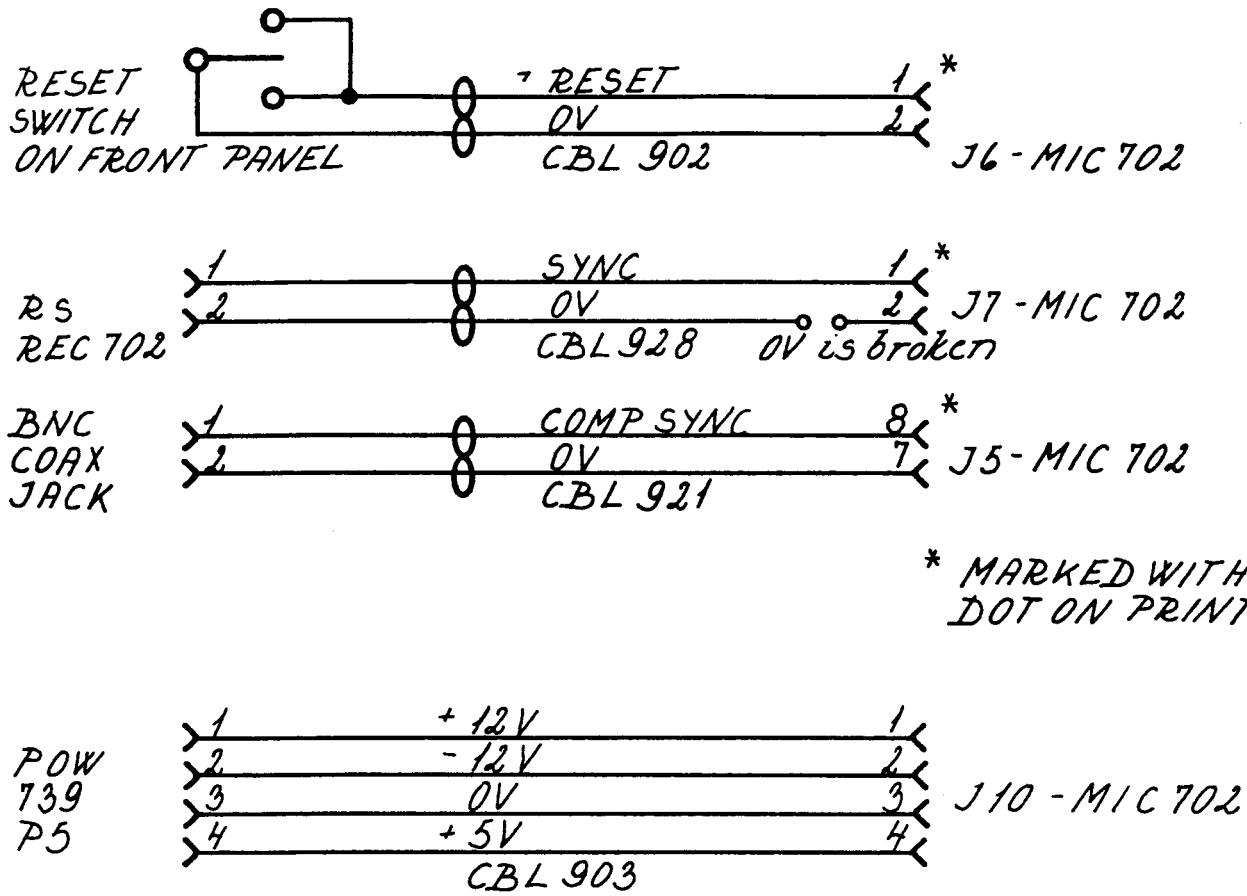 RESET
SWITCH
ON FRONT PANEL
¬ RESET
0V
CBL 902
1 *
2
J6 - MIC 702
RS
REC 702
1
2
SYNC
0V
CBL 928
0V is broken
1 *
2
J7 - MIC 702
BNC
COAX
JACK
1
2
COMP SYNC
0V
CBL 921
8 *
7
J5 - MIC 702
* MARKED WITH
DOT ON PRINT
POW
739
P5
1 + 12V 1
2 - 12V 2
3 0V 3
4 + 5V 4
CBL 903
J10 - MIC 702